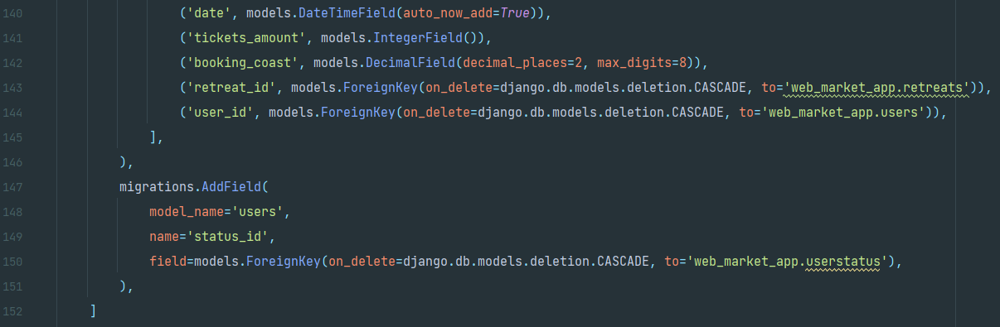 140 ('date', models.DateTimeField(auto_now_add=True)),
141 ('tickets_amount', models.IntegerField()),
142 ('booking_coast', models.DecimalField(decimal_places=2, max_digits=8)),
143 ('retreat_id', models.ForeignKey(on_delete=django.db.models.deletion.CASCADE, to='web_market_app.retreats')),
144 ('user_id', models.ForeignKey(on_delete=django.db.models.deletion.CASCADE, to='web_market_app.users')),
145 ],
146 ),
147 migrations.AddField(
148 model_name='users',
149 name='status_id',
150 field=models.ForeignKey(on_delete=django.db.models.deletion.CASCADE, to='web_market_app.userstatus'),
151 ),
152 ]